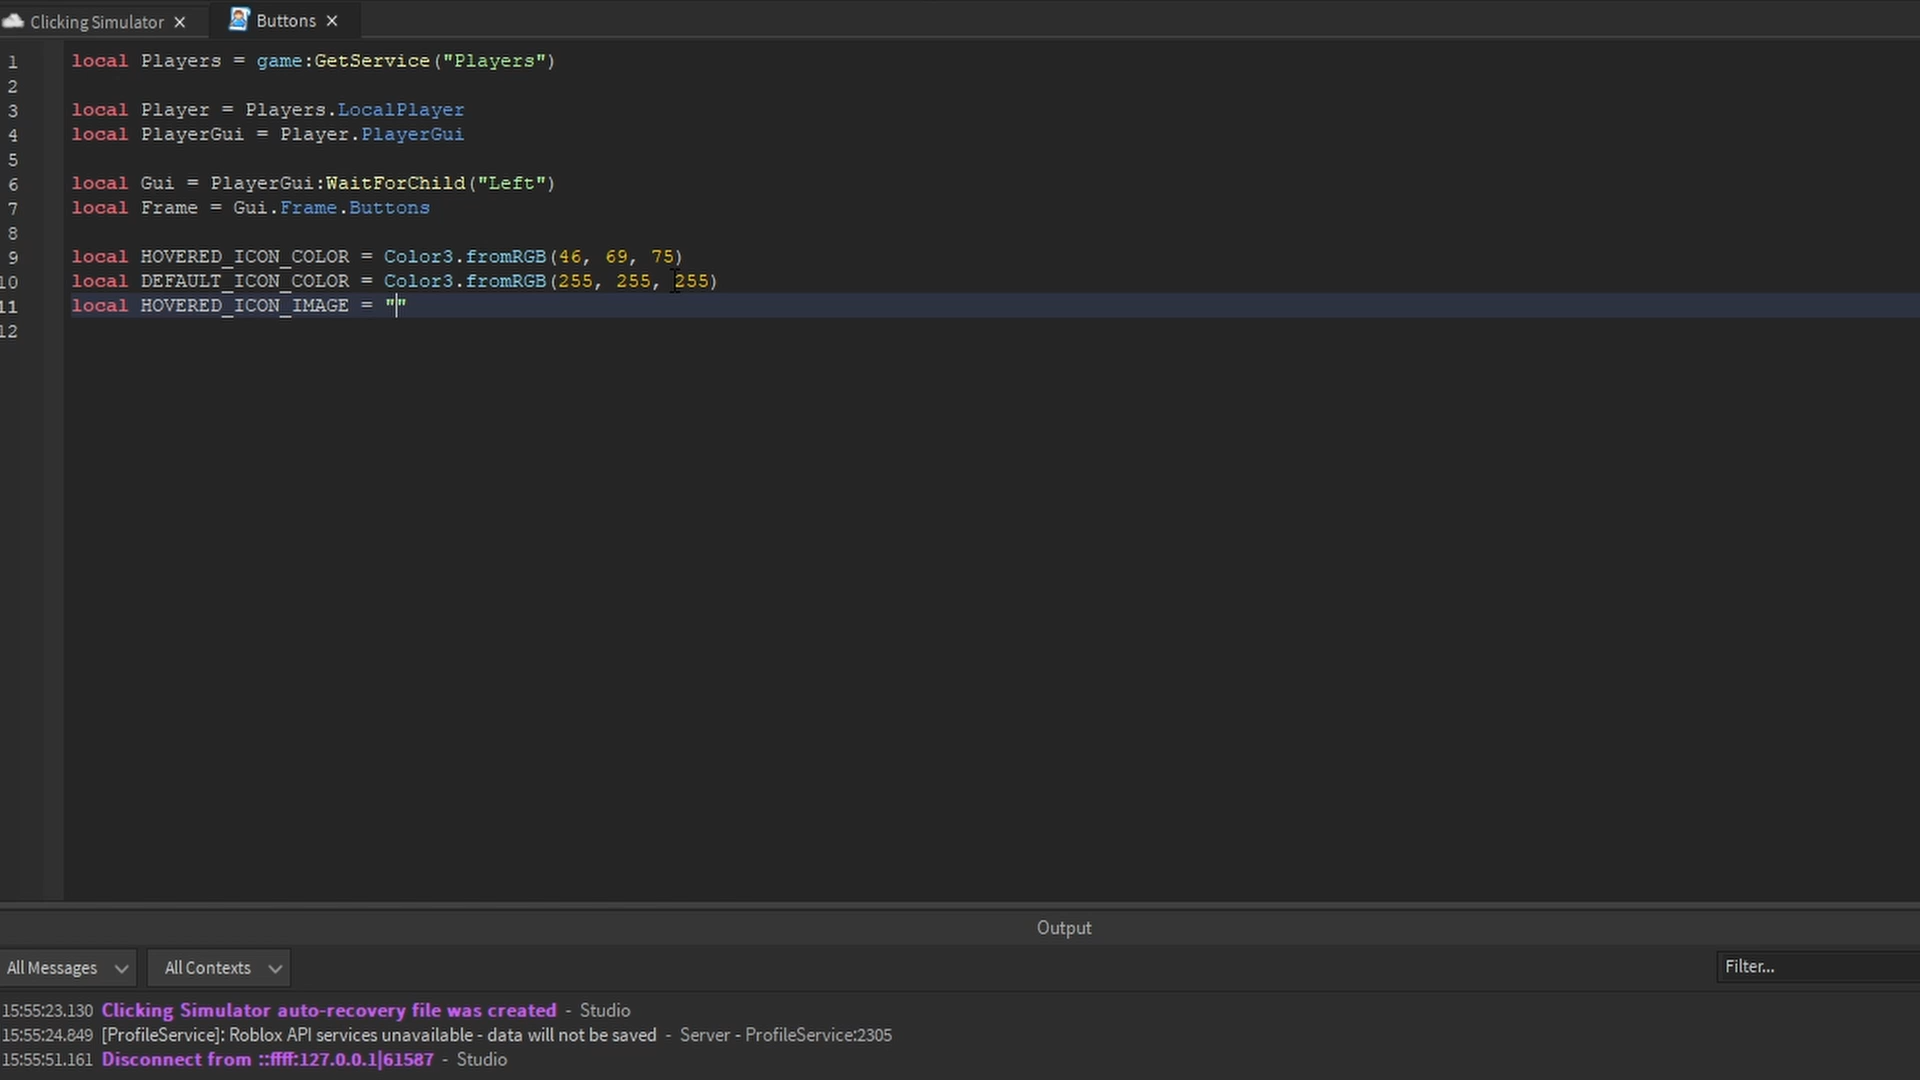 Clicking Simulator
Buttons
1 local Players = game:GetService("Players")
2
3 local Player = Players.LocalPlayer
4 local PlayerGui = Player.PlayerGui
5
6 local Gui = PlayerGui:WaitForChild("Left")
7 local Frame = Gui.Frame.Buttons
8
9 local HOVERED_ICON_COLOR = Color3.fromRGB(46, 69, 75)
10 local DEFAULT_ICON_COLOR = Color3.fromRGB(255, 255, 255)
11 local HOVERED_ICON_IMAGE = ""
12
Output
All Messages All Contexts Filter...
15:55:23.130 Clicking Simulator auto-recovery file was created - Studio
15:55:24.849 [ProfileService]: Roblox API services unavailable - data will not be saved - Server - ProfileService:2305
15:55:51.161 Disconnect from ::ffff:127.0.0.1|61587 - Studio